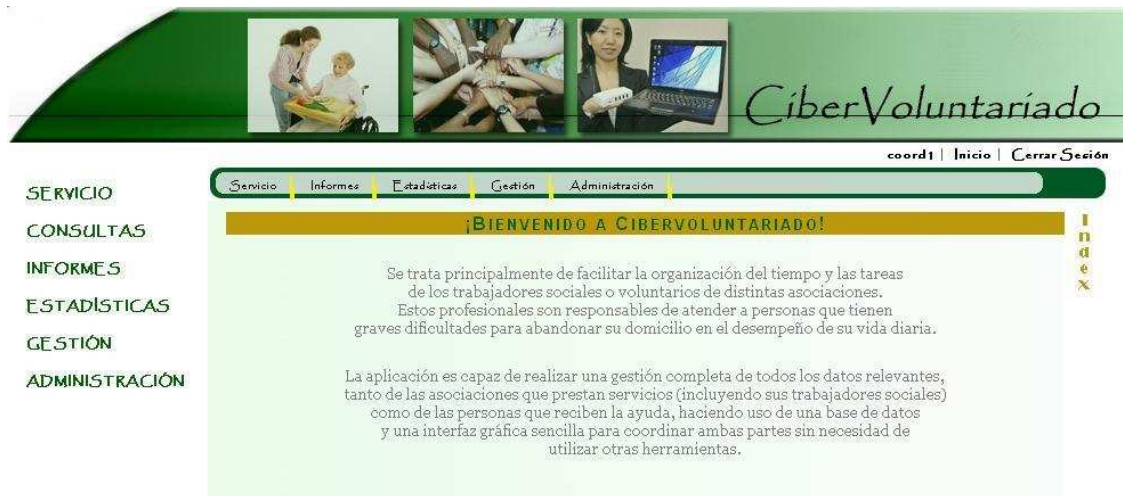 CiberVoluntariado
coord1 | Inicio | Cerrar Sesión
SERVICIO
CONSULTAS
INFORMES
ESTADÍSTICAS
GESTIÓN
ADMINISTRACIÓN
Servicio Informes Estadísticas Gestión Administración
¡BIENVENIDO A CIBERVOLUNTARIADO!
Se trata principalmente de facilitar la organización del tiempo y las tareas
de los trabajadores sociales o voluntarios de distintas asociaciones.
Estos profesionales son responsables de atender a personas que tienen
graves dificultades para abandonar su domicilio en el desempeño de su vida diaria.
La aplicación es capaz de realizar una gestión completa de todos los datos relevantes,
tanto de las asociaciones que prestan servicios (incluyendo sus trabajadores sociales)
como de las personas que reciben la ayuda, haciendo uso de una base de datos
y una interfaz gráfica sencilla para coordinar ambas partes sin necesidad de
utilizar otras herramientas.
Index